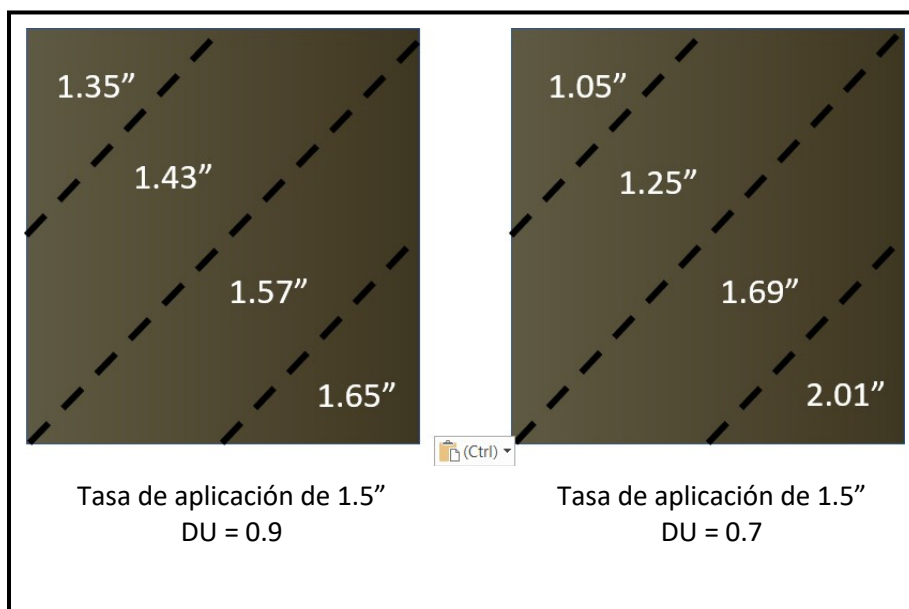 1.35”
1.43”
1.57”
1.65”
1.05”
1.25”
1.69”
2.01”
(Ctrl)
Tasa de aplicación de 1.5”
DU = 0.9
Tasa de aplicación de 1.5”
DU = 0.7